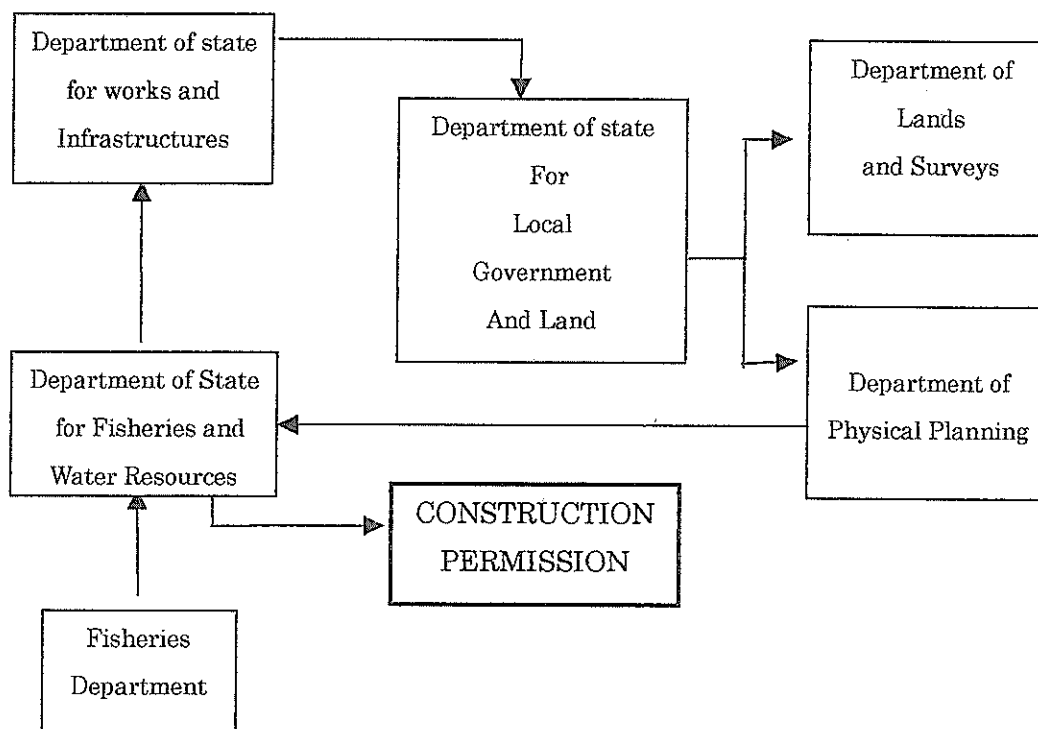 Department of state
for works and
Infrastructures
Department of state
For
Local
Government
And Land
Department of
Lands
and Surveys
Department of State
for Fisheries and
Water Resources
Department of
Physical Planning
CONSTRUCTION
PERMISSION
Fisheries
Department